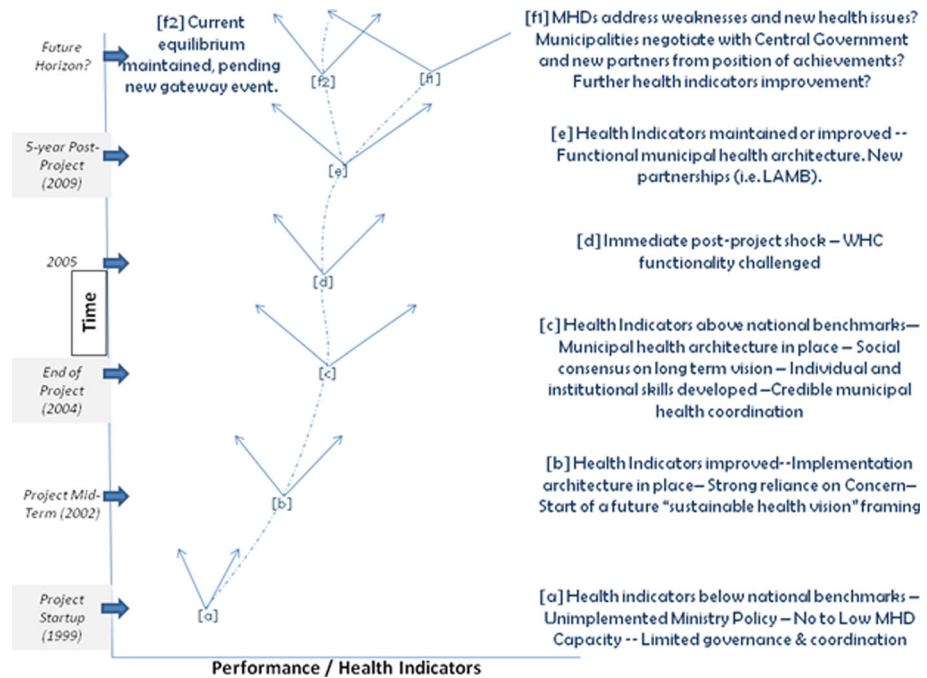 [f2] Current
equilibrium
maintained, pending
new gateway event.
[f1] MHDs address weaknesses and new health issues?
Municipalities negotiate with Central Government
and new partners from position of achievements?
Further health indicators improvement?
Future
Horizon?
[f2]
[f1]
5-year Post-
Project
(2009)
[e]
[e] Health Indicators maintained or improved --
Functional municipal health architecture. New
partnerships (i.e. LAMB).
2005
[d]
[d] Immediate post-project shock – WHC
functionality challenged
Time
End of
Project
(2004)
[c]
[c] Health Indicators above national benchmarks—
Municipal health architecture in place – Social
consensus on long term vision – Individual and
institutional skills developed –Credible municipal
health coordination
Project Mid-
Term (2002)
[b]
[b] Health Indicators improved--Implementation
architecture in place– Strong reliance on Concern–
Start of a future “sustainable health vision” framing
Project
Startup
(1999)
[a]
[a] Health indicators below national benchmarks –
Unimplemented Ministry Policy – No to Low MHD
Capacity -- Limited governance & coordination
Performance / Health Indicators